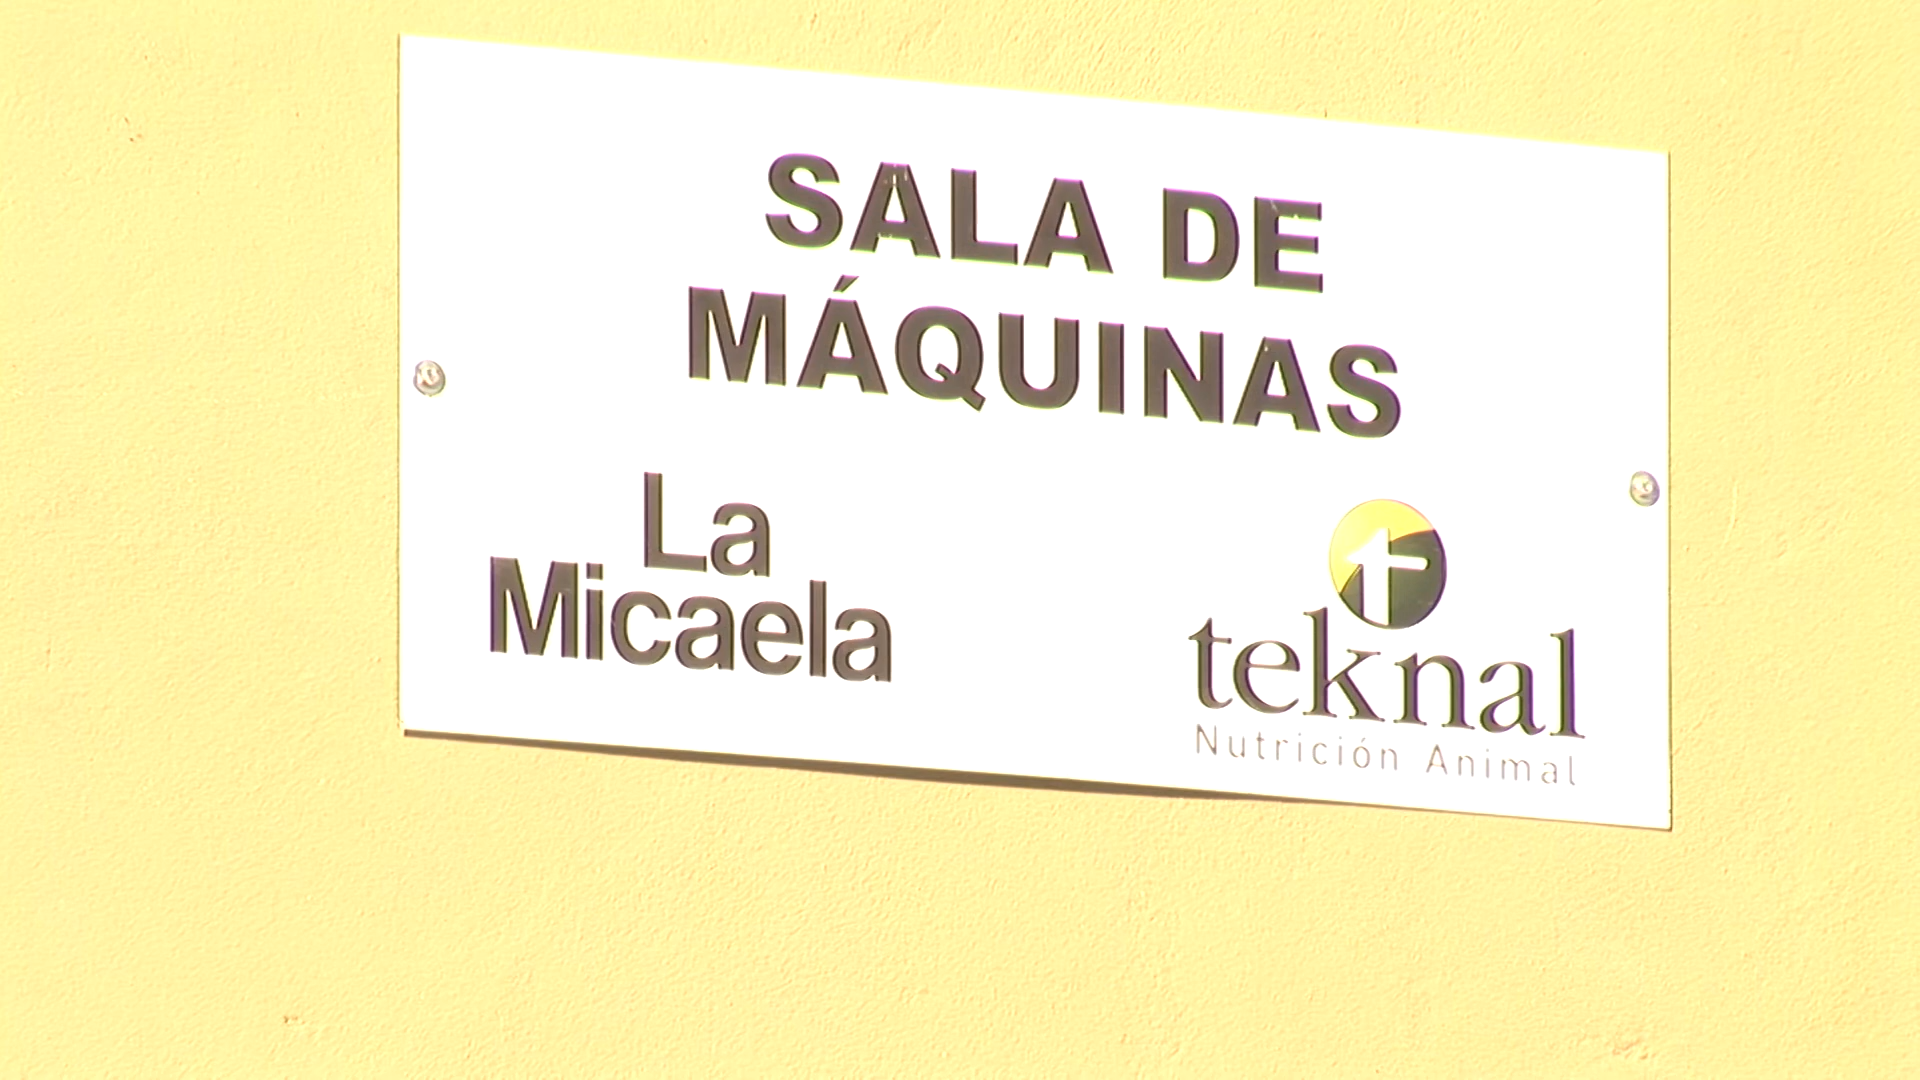 SALA DE
MÁQUINAS
La
Micaela
teknal
Nutrición Animal